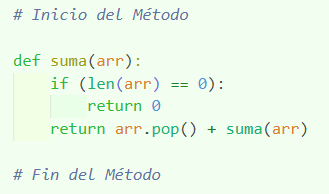 # Inicio del Método
def suma(arr):
    if (len(arr) == 0):
        return 0
    return arr.pop() + suma(arr)
# Fin del Método